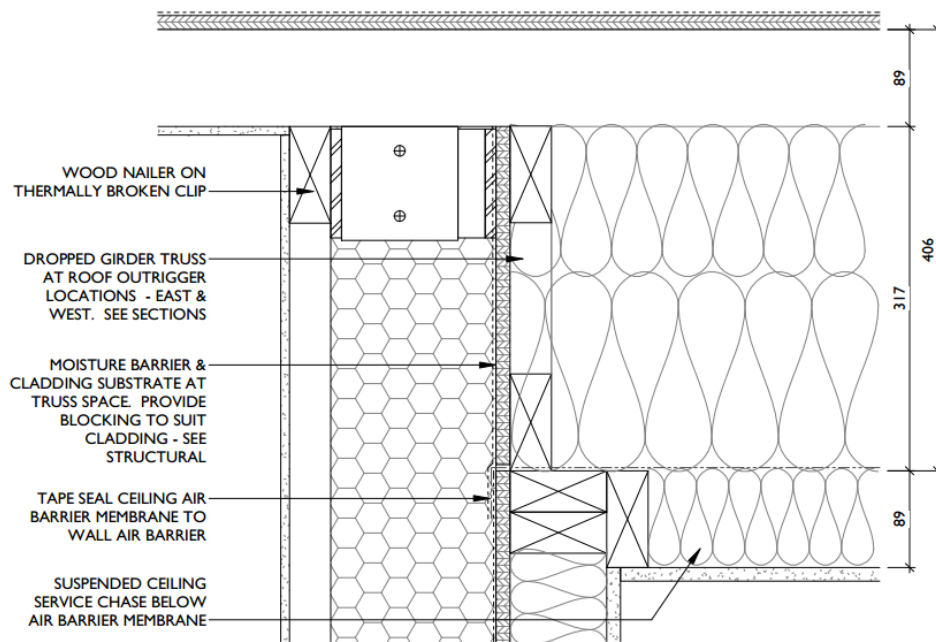 WOOD NAILER ON
THERMALLY BROKEN CLIP
DROPPED GIRDER TRUSS
AT ROOF OUTRIGGER
LOCATIONS - EAST &
WEST. SEE SECTIONS
MOISTURE BARRIER &
CLADDING SUBSTRATE AT
TRUSS SPACE. PROVIDE
BLOCKING TO SUIT
CLADDING - SEE
STRUCTURAL
TAPE SEAL CEILING AIR
BARRIER MEMBRANE TO
WALL AIR BARRIER
SUSPENDED CEILING
SERVICE CHASE BELOW
AIR BARRIER MEMBRANE
89
406
317
89